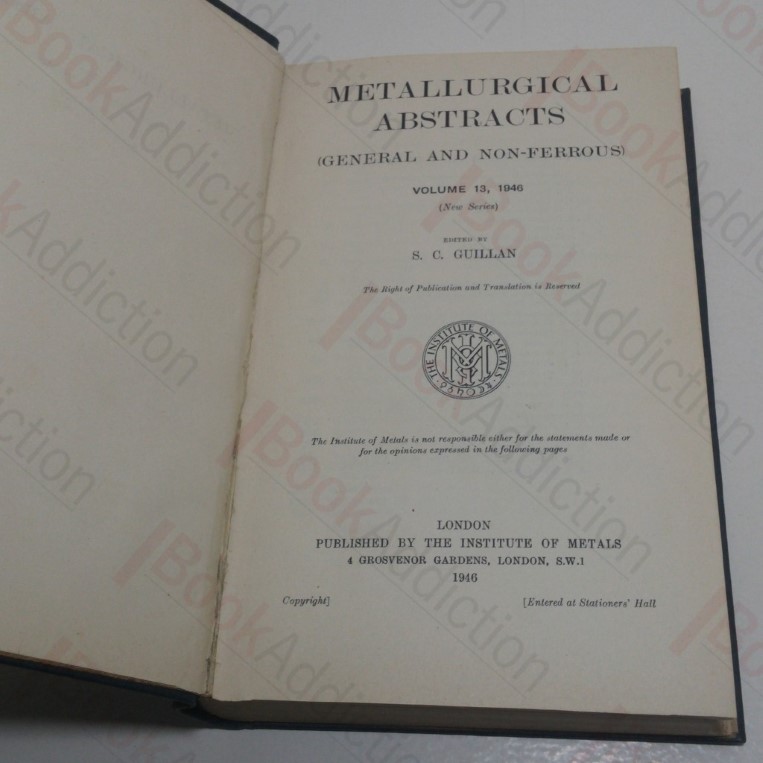 METALLURGICAL
ABSTRACTS
(GENERAL AND NON-FERROUS)
VOLUME 13, 1946
(New Series)
EDITED BY
S. C. GUILLAN
The Right of Publication and Translation is Reserved
THE INSTITUTE OF METALS
The Institute of Metals is not responsible either for the statements made or
for the opinions expressed in the following pages
LONDON
PUBLISHED BY THE INSTITUTE OF METALS
4 GROSVENOR GARDENS, LONDON, S.W.1
1946
Copyright] [Entered at Stationers' Hall
BookAddiction